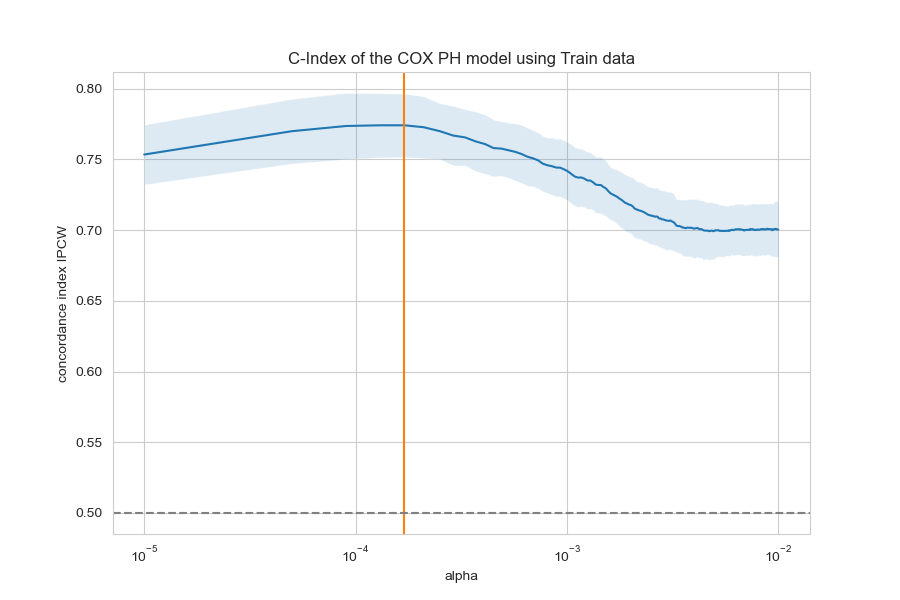 C-Index of the COX PH model using Train data
concordance index IPCW
0.80
0.75
0.70
0.65
0.60
0.55
0.50
10⁻⁵ 10⁻⁴ 10⁻³ 10⁻²
alpha